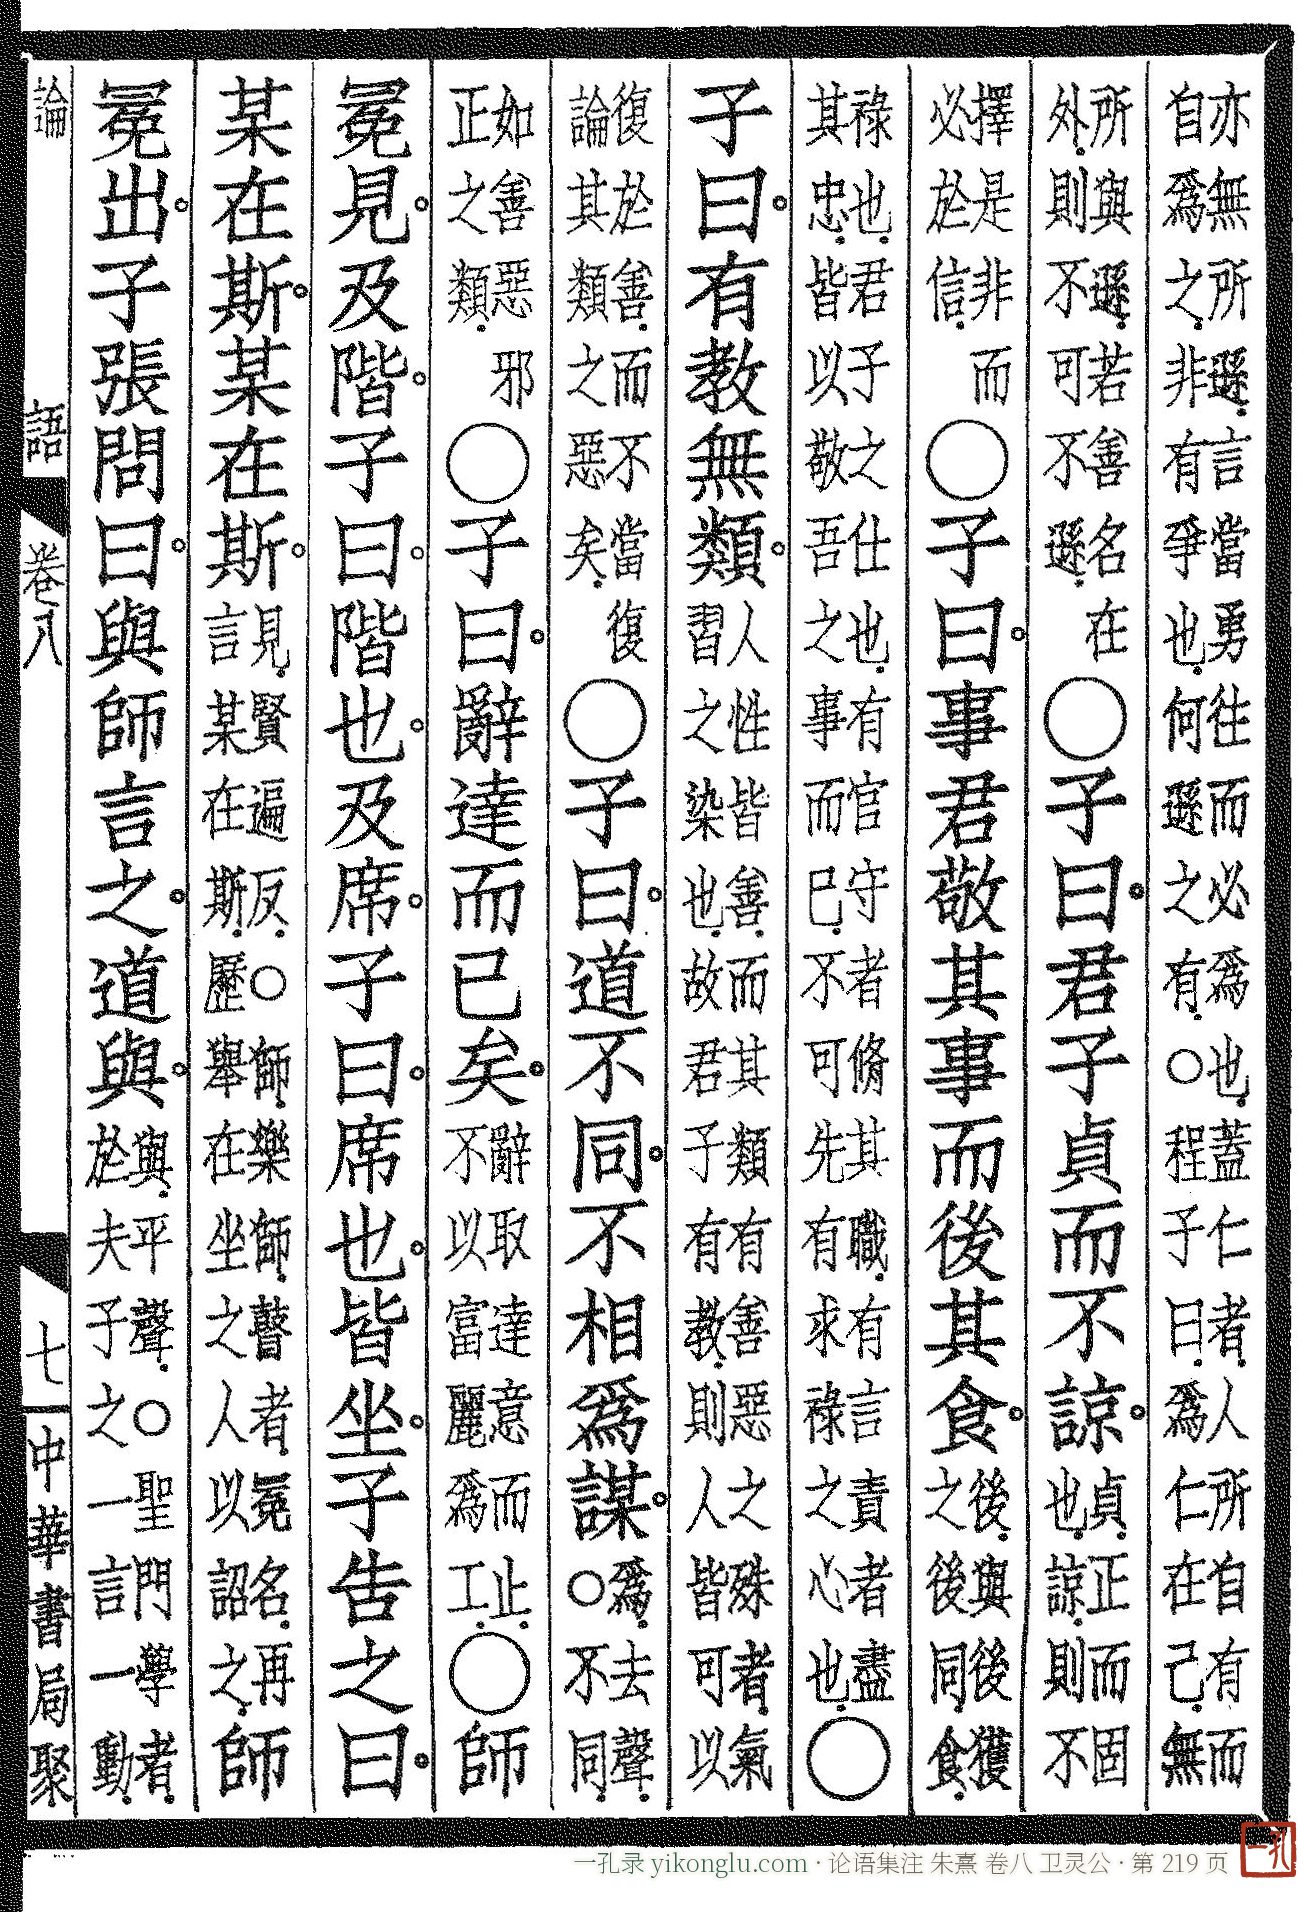 亦無所遜。言當勇往而必爲也。蓋仁者。人所自有而自爲之。非有爭也。何遜之有。○程子曰。爲仁在己。無
所與遜。若善名在外。則不可不遜。○子曰。君子貞而不諒。貞。正而固也。諒。則不
擇是非而必於信。○子曰。事君敬其事而後其食。後。與後獲之後同。食。
祿也。君子之仕也。有官守者脩其職。有言責者盡其忠。皆以敬吾之事而已。不可先有求祿之心也。○
子曰。有教無類。人性皆善。而其類有善惡之殊者。氣習之染也。故君子有教。則人皆可以
復於善。而不當復論其類之惡矣。○子曰。道不同。不相爲謀。爲。去聲。○不同。
如善惡邪正之類。○子曰。辭達而已矣。辭取達意而止。不以富麗爲工。○師
冕見。及階。子曰。階也。及席。子曰。席也。皆坐。子告之曰。
某在斯。某在斯。見。賢遍反。○師。樂師。瞽者。冕。名。再言某在斯。歷舉在坐之人以詔之。師
冕出。子張問曰。與師言之。道與。與。平聲。○聖門學者。於夫子之一言一動。
論語 卷八 七 中華書局聚
一孔录 yikonglu.com · 论语集注 朱熹 卷八 卫灵公 · 第 219 页
一孔